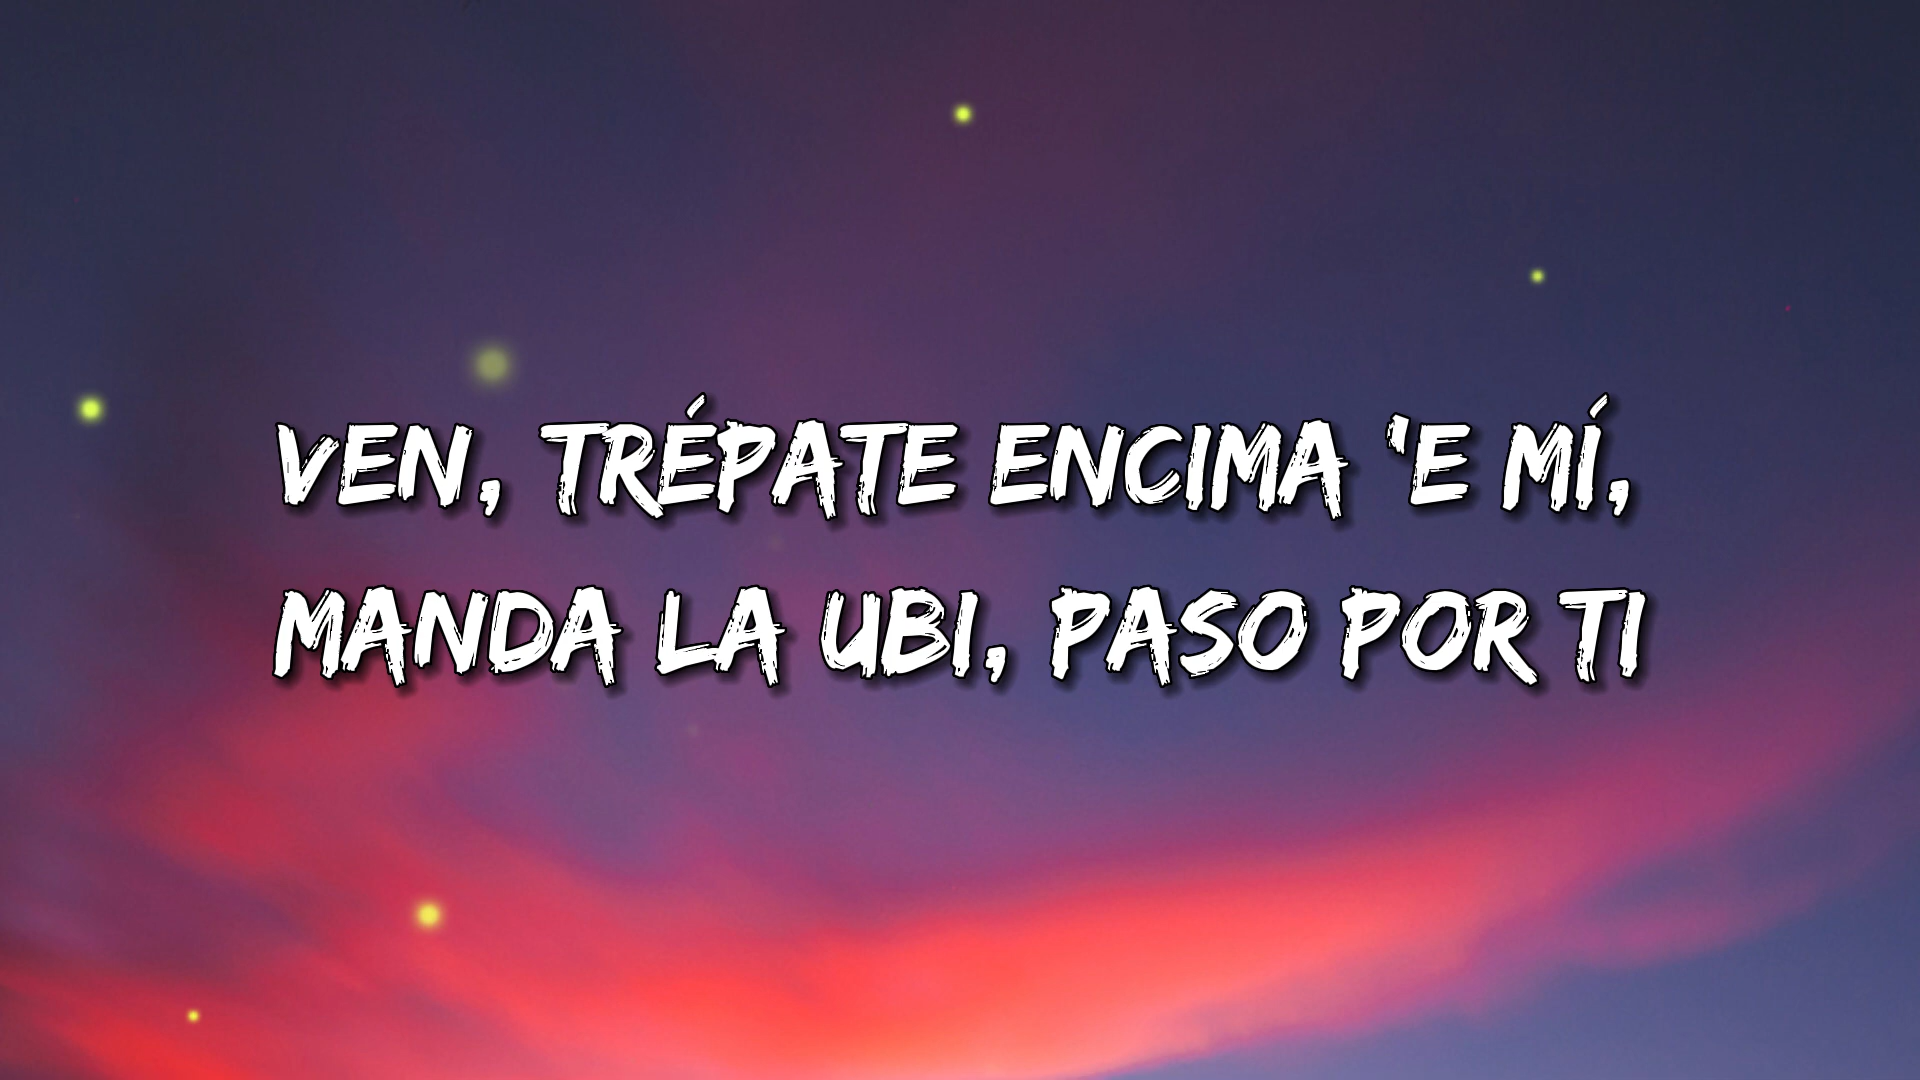 VEN, TRÉPATE ENCIMA 'E MÍ,
MANDA LA UBI, PASO POR TI